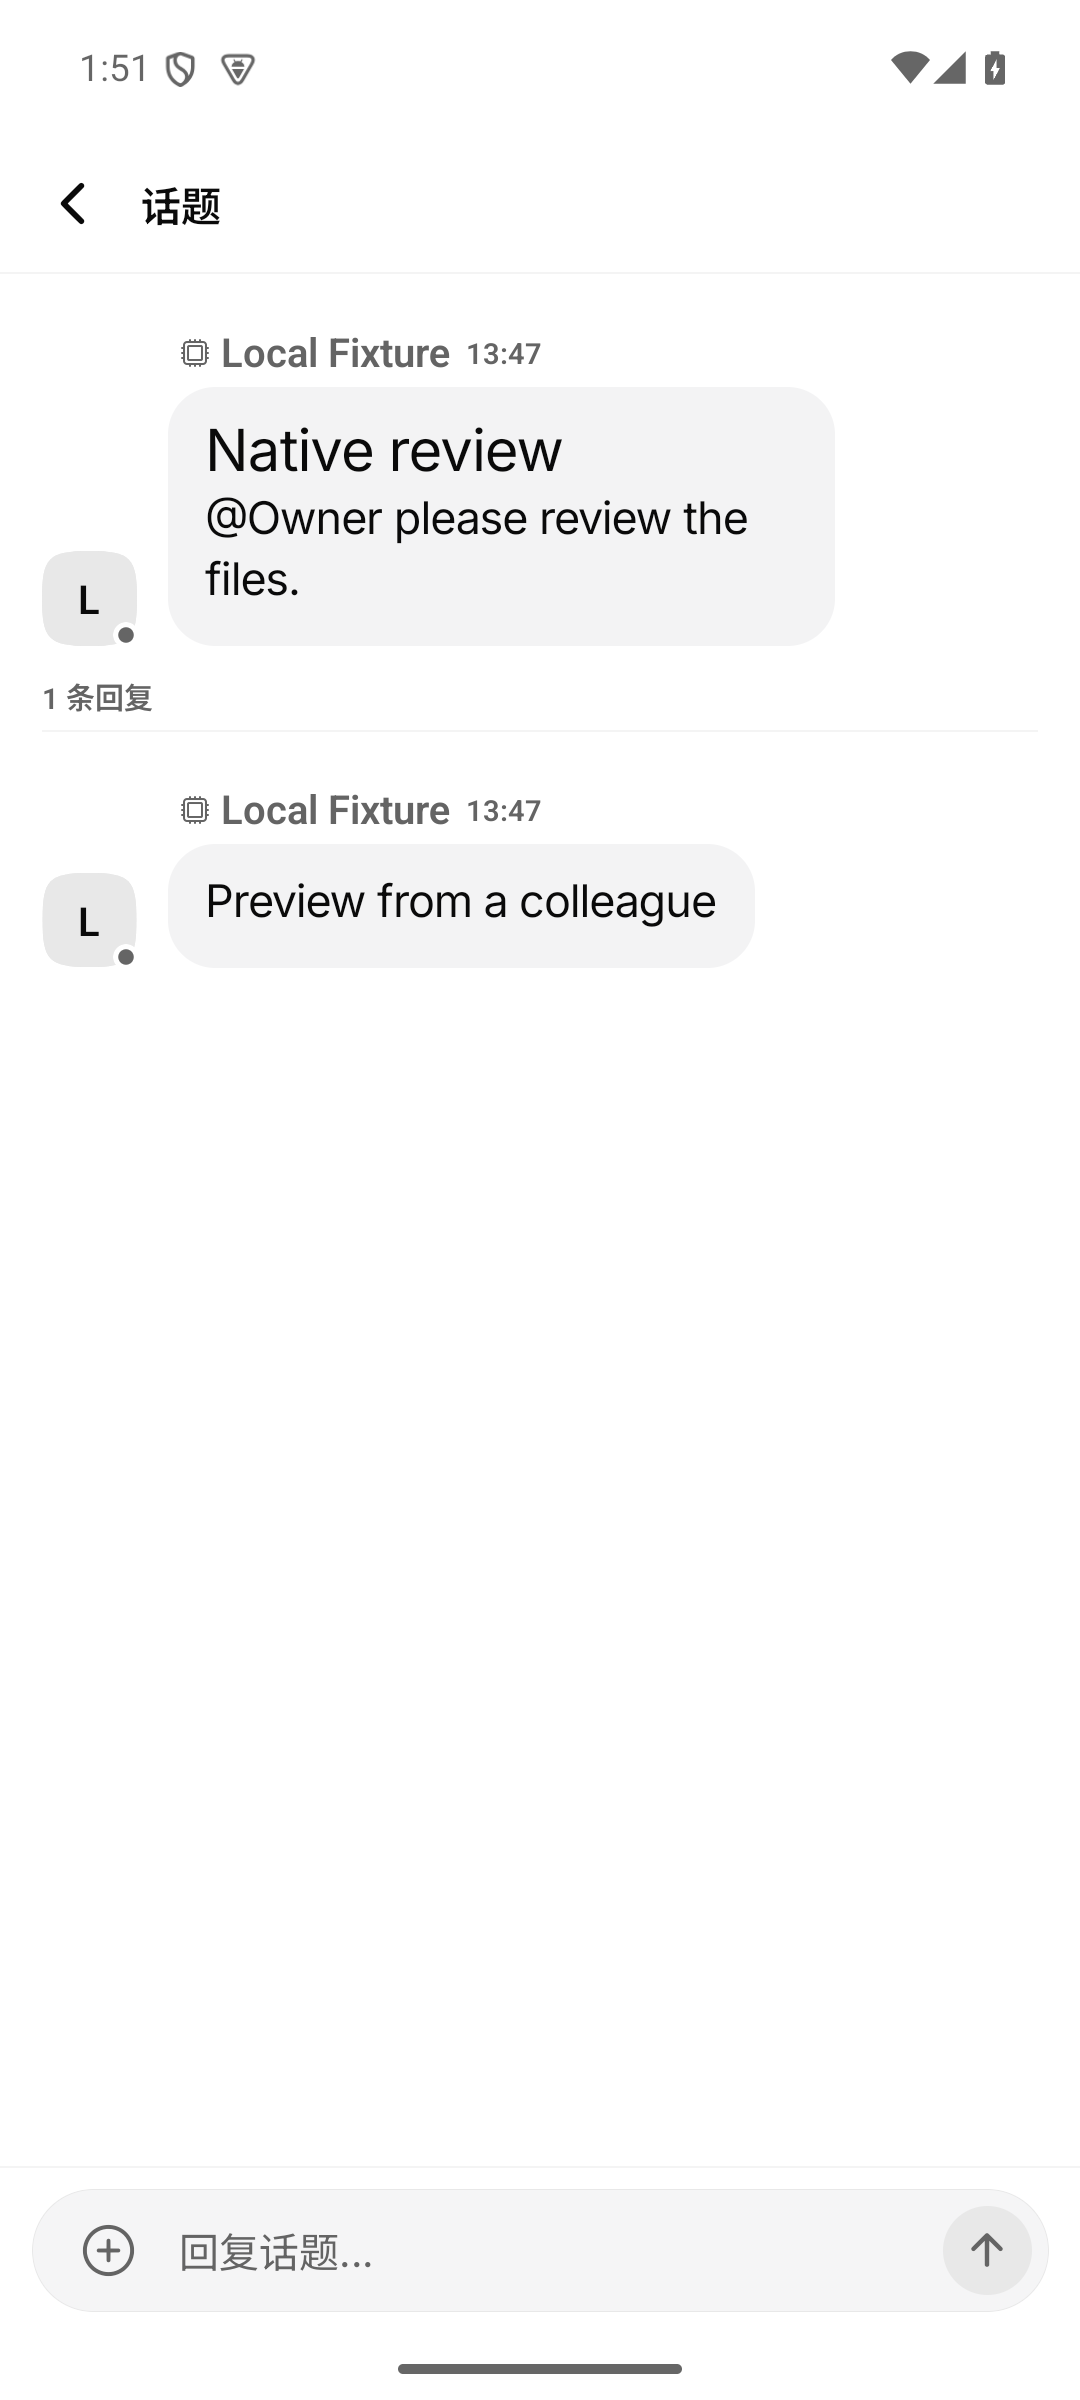 1:51
话题
Local Fixture 13:47
Native review
@Owner please review the
files.
L
1 条回复
Local Fixture 13:47
Preview from a colleague
L
回复话题...